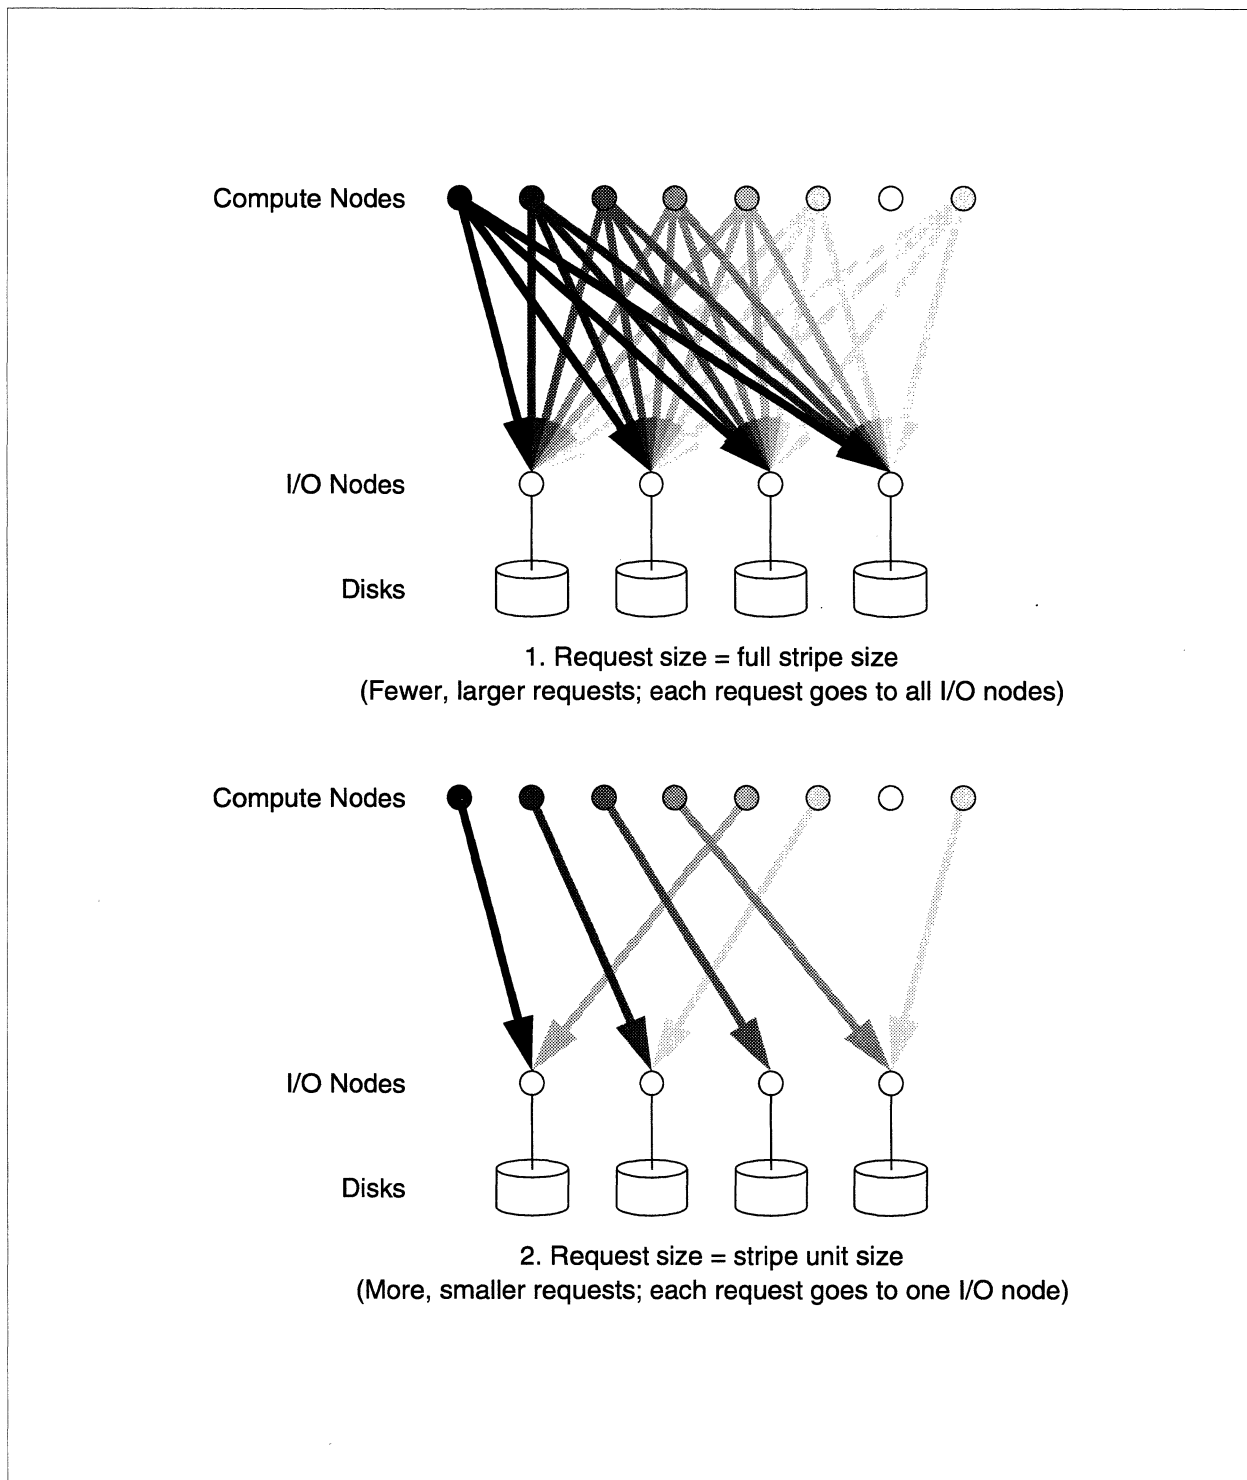 Compute Nodes
I/O Nodes
Disks
1. Request size = full stripe size
(Fewer, larger requests; each request goes to all I/O nodes)
Compute Nodes
I/O Nodes
Disks
2. Request size = stripe unit size
(More, smaller requests; each request goes to one I/O node)